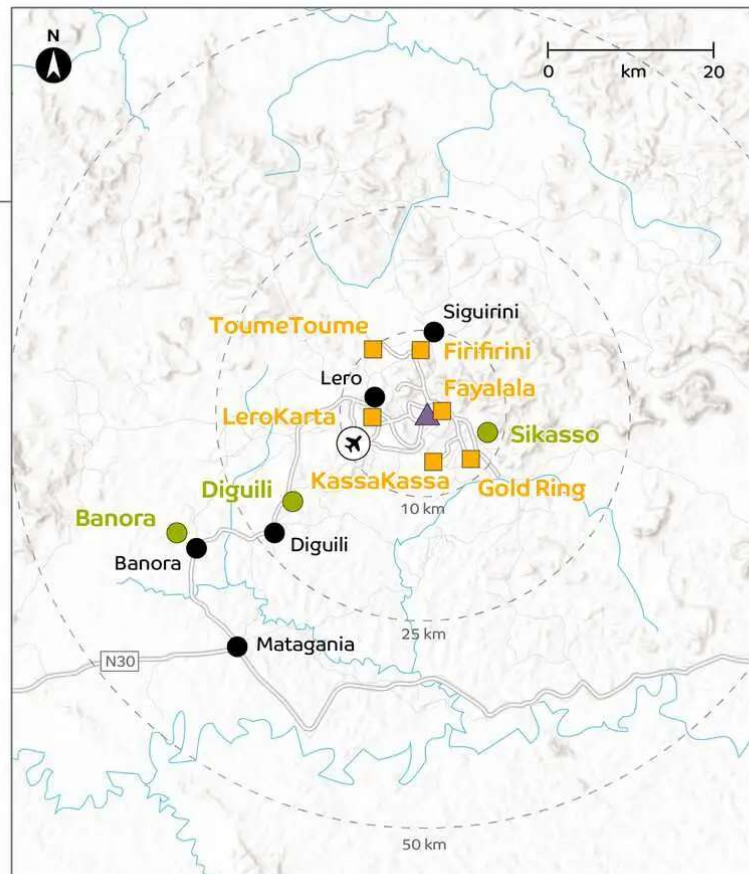 N
0 km 20
Siguirini
ToumeToume
Firifirini
Lero
Fayalala
LeroKarta
Sikasso
KassaKassa
Gold Ring
Diguili
10 km
Banora
Diguili
Banora
25 km
Matagania
N30
50 km